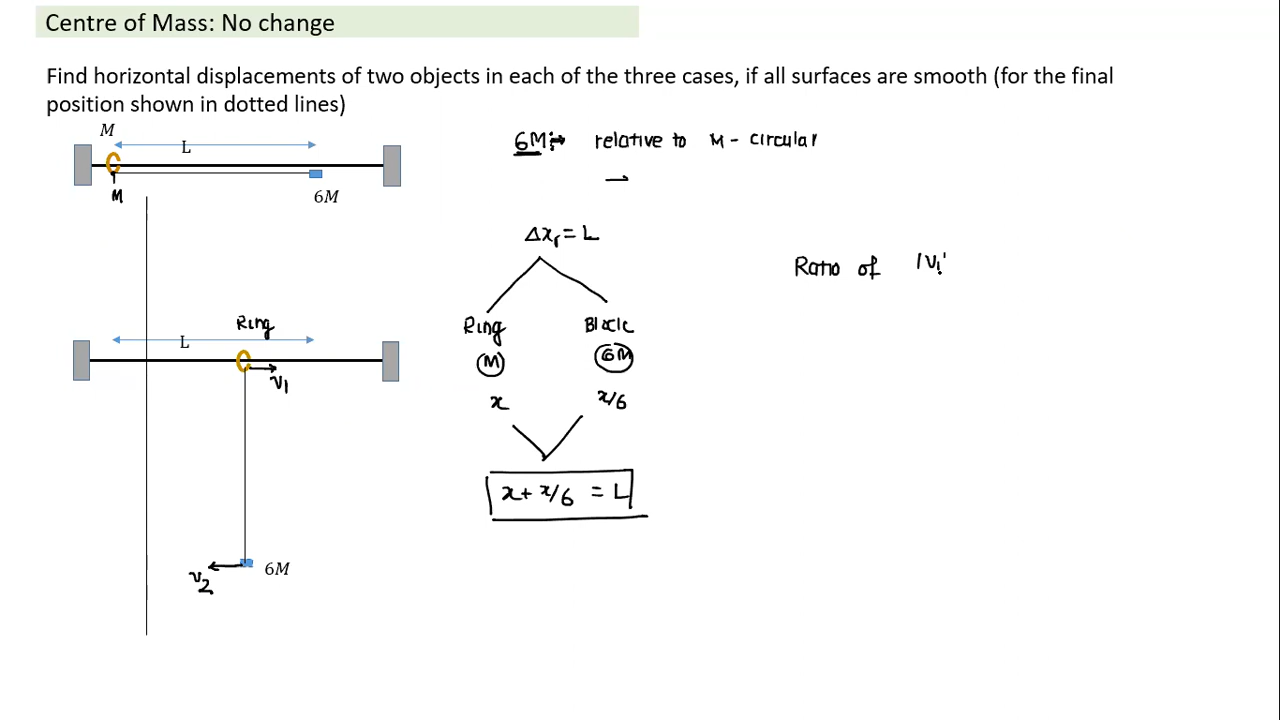 Centre of Mass: No change
Find horizontal displacements of two objects in each of the three cases, if all surfaces are smooth (for the final
position shown in dotted lines)
M
L
M
6M
6M:→ relative to M - circular
→
Δx_r = L
Ring
Block
M
6M
x
x/6
x + x/6 = L
Ratio of |V₁|
Ring
L
V₁
V₂
6M